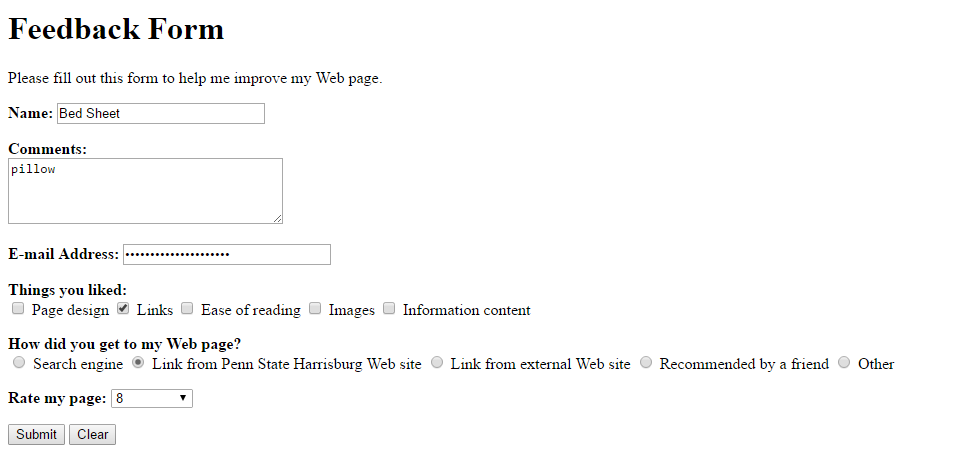 Feedback Form
Please fill out this form to help me improve my Web page.
Name: Bed Sheet
Comments:
pillow
E-mail Address: •••••••••••••••••••••
Things you liked:
Page design Links Ease of reading Images Information content
How did you get to my Web page?
Search engine Link from Penn State Harrisburg Web site Link from external Web site Recommended by a friend Other
Rate my page: 8
Submit Clear